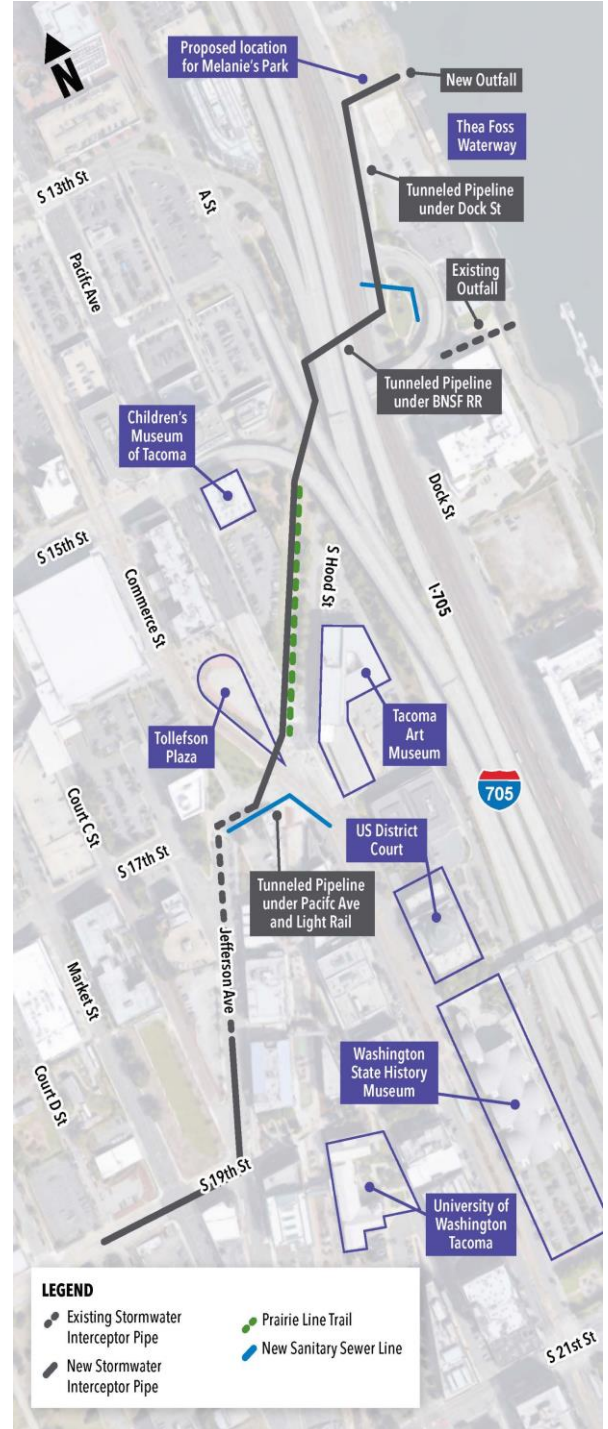 N
Proposed location
for Melanie's Park
New Outfall
Thea Foss
Waterway
S 13th St
A St
Tunneled Pipeline
under Dock St
Pacifc Ave
Existing
Outfall
Tunneled Pipeline
under BNSF RR
Children's
Museum
of Tacoma
Dock St
S 15th St
S Hood St
Commerce St
I-705
Tollefson
Plaza
Tacoma
Art
Museum
705
Court C St
US District
Court
S 17th St
Tunneled Pipeline
under Pacifc Ave
and Light Rail
Jefferson Ave
Market St
Washington
State History
Museum
Court D St
S 19th St
University of
Washington
Tacoma
LEGEND
Existing Stormwater
Interceptor Pipe
New Stormwater
Interceptor Pipe
Prairie Line Trail
New Sanitary Sewer Line
S 21st St